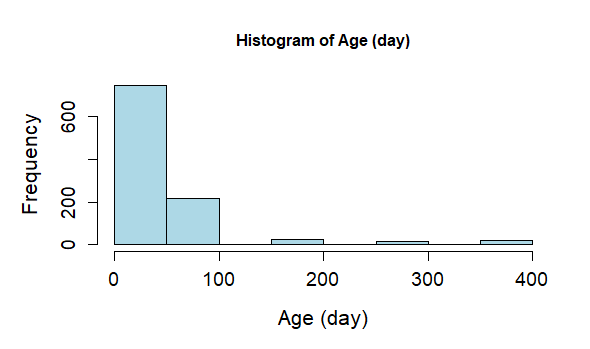 Histogram of Age (day)
Frequency
600
200
0
0 100 200 300 400
Age (day)